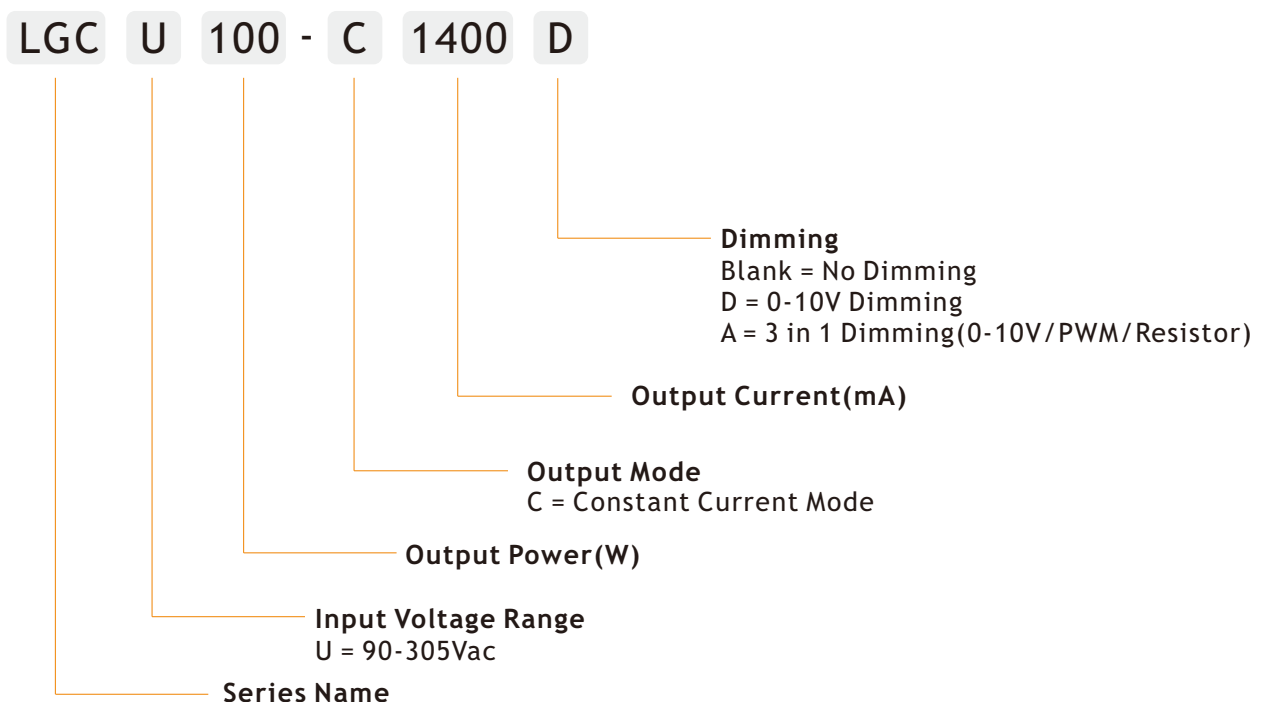 LGC U 100 - C 1400 D
Dimming
Blank = No Dimming
D = 0-10V Dimming
A = 3 in 1 Dimming(0-10V/PWM/Resistor)
Output Current(mA)
Output Mode
C = Constant Current Mode
Output Power(W)
Input Voltage Range
U = 90-305Vac
Series Name